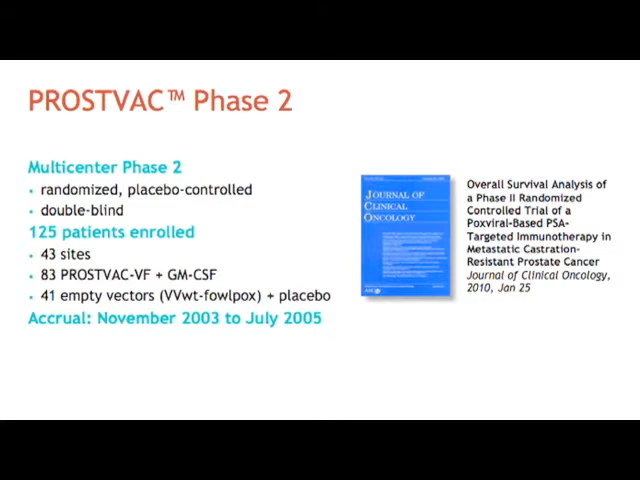 PROSTVAC™ Phase 2
Multicenter Phase 2
• randomized, placebo-controlled
• double-blind
125 patients enrolled
• 43 sites
• 83 PROSTVAC-VF + GM-CSF
• 41 empty vectors (VVwt-fowlpox) + placebo
Accrual: November 2003 to July 2005
JOURNAL OF
CLINICAL
ONCOLOGY
Overall Survival Analysis of
a Phase II Randomized
Controlled Trial of a
Poxviral-Based PSA-
Targeted Immunotherapy in
Metastatic Castration-
Resistant Prostate Cancer
Journal of Clinical Oncology,
2010, Jan 25